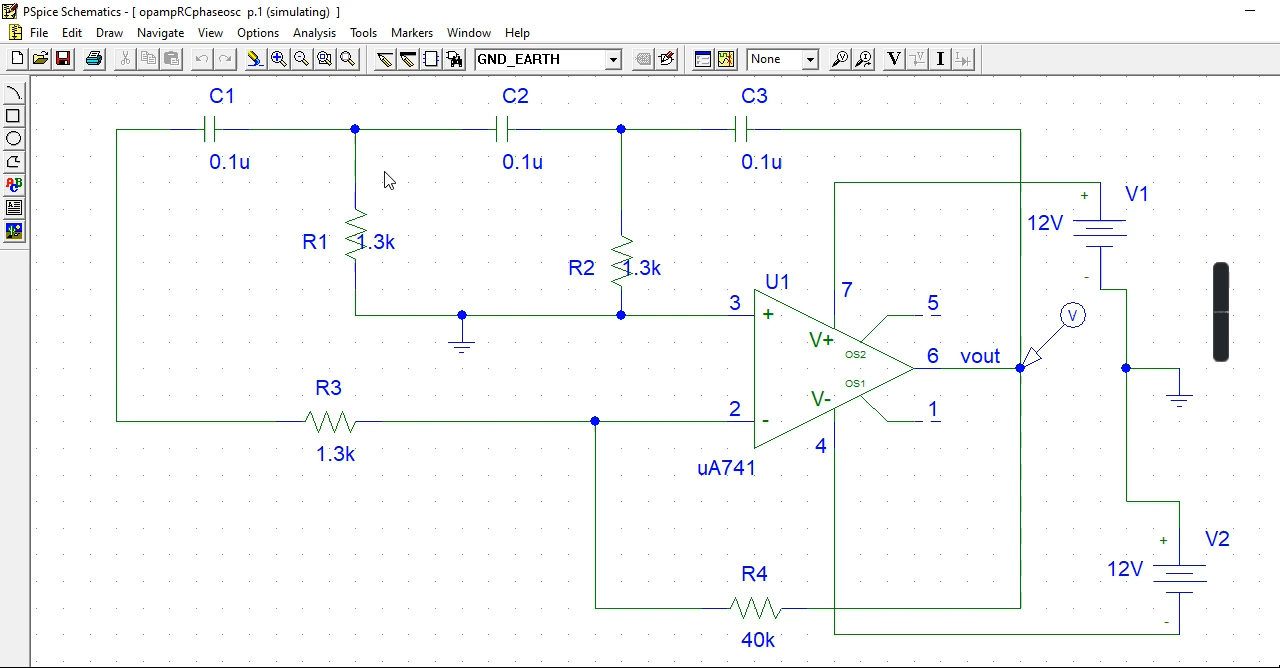 PSpice Schematics - [ opampRCphaseosc p.1 (simulating) ]
File Edit Draw Navigate View Options Analysis Tools Markers Window Help
GND_EARTH
None
V
I
ABC
C1
C2
C3
0.1u
0.1u
0.1u
+
V1
12V
-
R1
1.3k
R2
1.3k
U1
7
3
+
5
V
V+
OS2
6
vout
OS1
V-
R3
2
-
1
4
1.3k
uA741
+
V2
12V
R4
-
40k